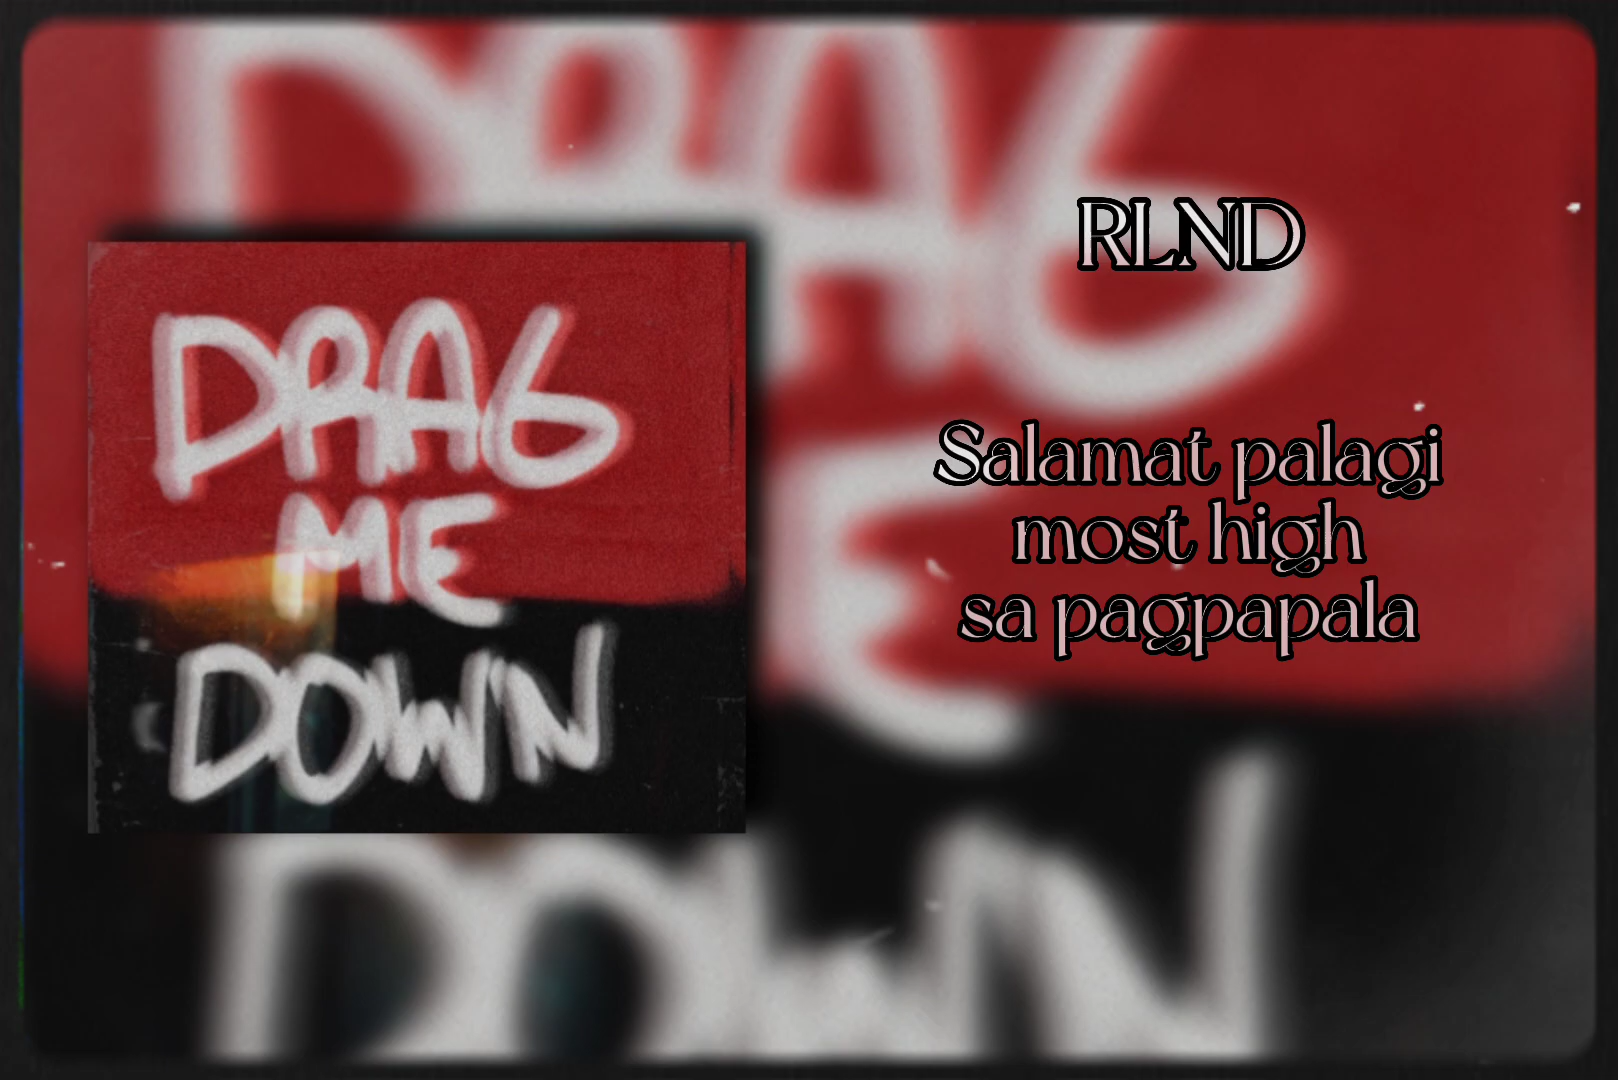 DRAG
ME
DOWN
RLND
Salamat palagi
most high
sa pagpapala